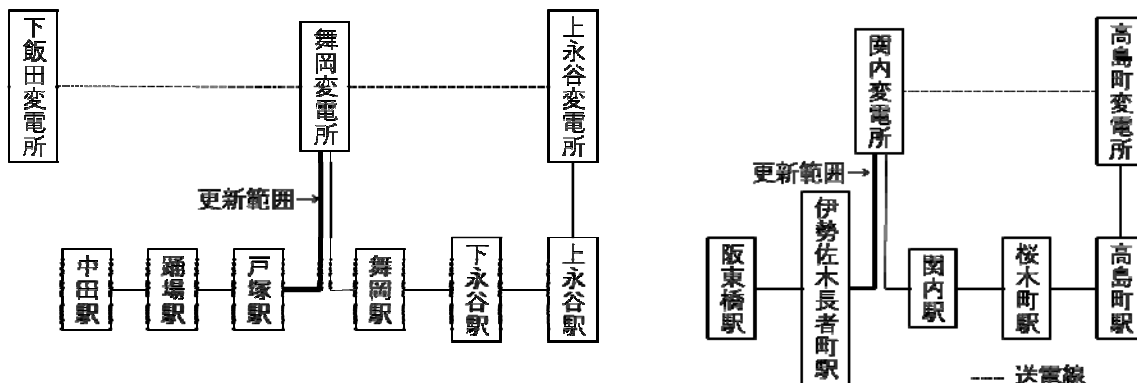 下飯田変電所
舞岡変電所
上永谷変電所
更新範囲→
中田駅
踊場駅
戸塚駅
舞岡駅
下永谷駅
上永谷駅
関内変電所
高島町変電所
更新範囲→
阪東橋駅
伊勢佐木長者町駅
関内駅
桜木町駅
高島町駅
---- 送電線